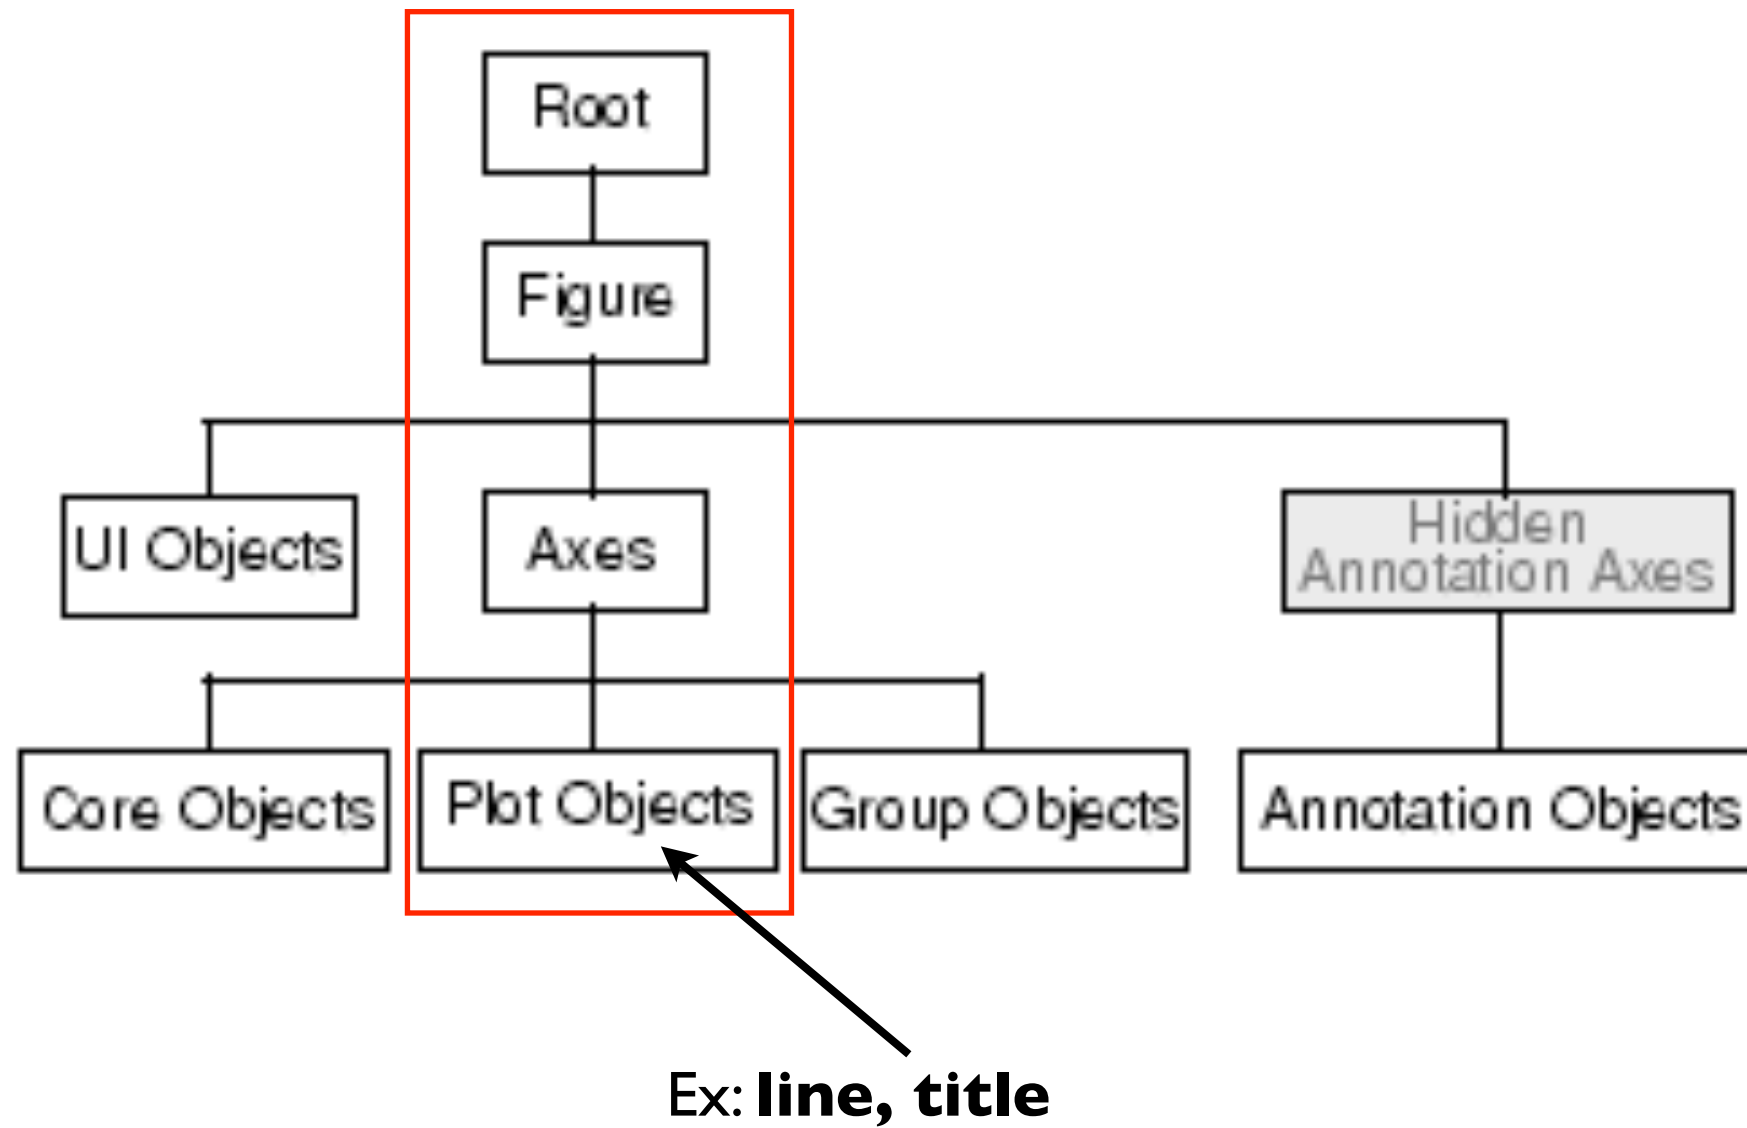 Root
Figure
UI Objects
Axes
Hidden
Annotation Axes
Core Objects
Plot Objects
Group Objects
Annotation Objects
Ex: line, title